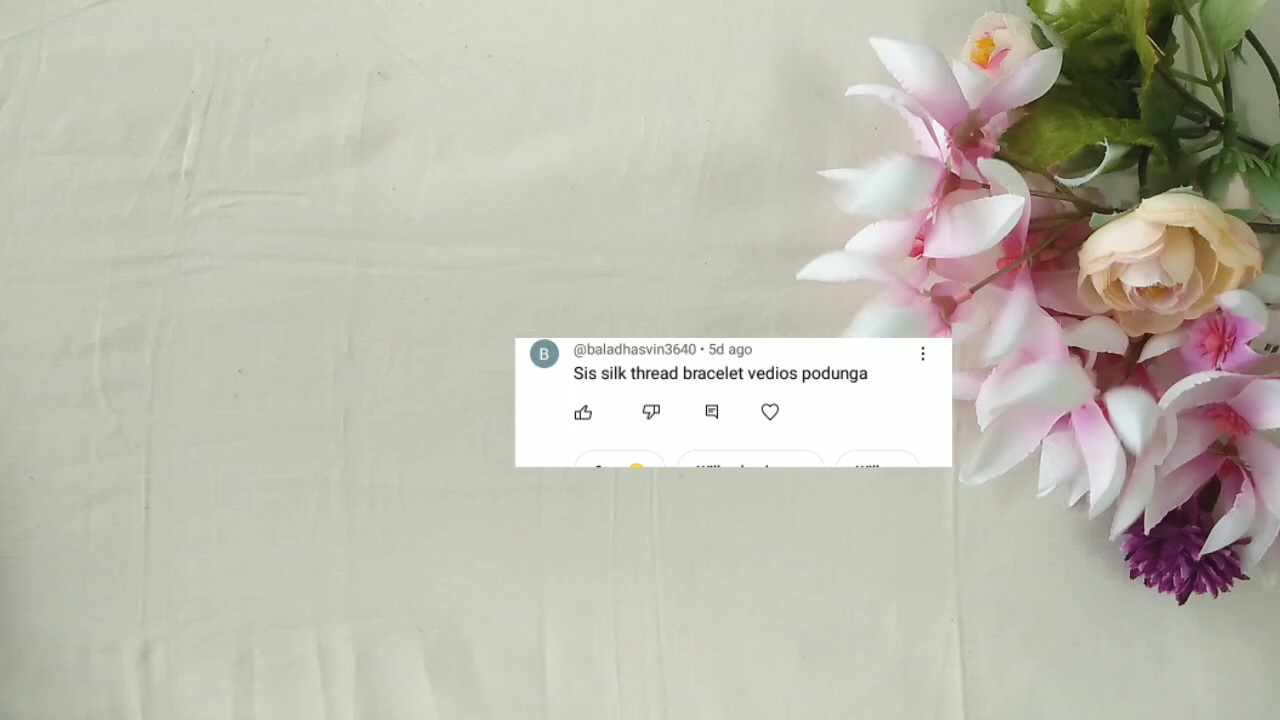 B
@baladhasvin3640 • 5d ago
Sis silk thread bracelet vedios podunga